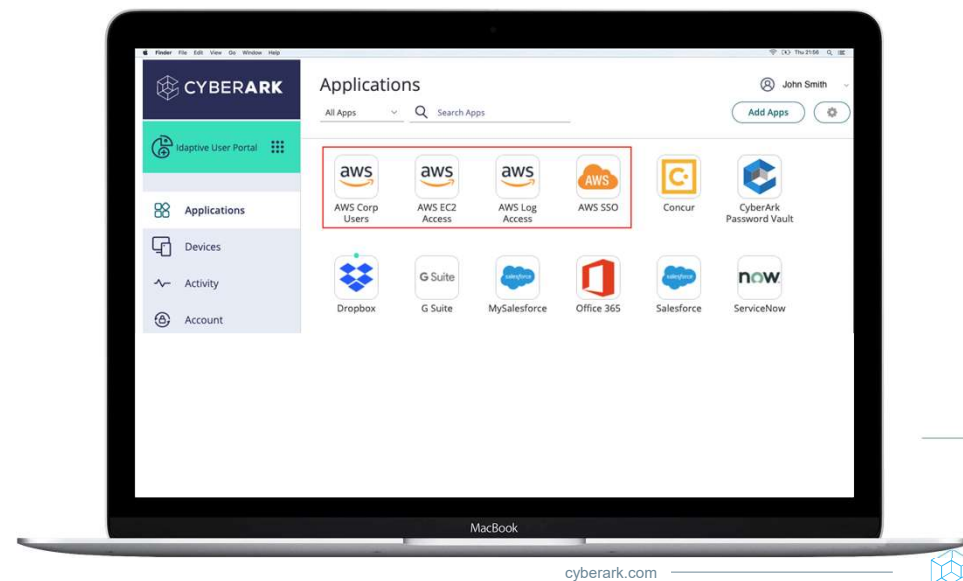 Finder File Edit View Go Window Help
Thu 21:58
CYBERARK
Applications
John Smith
All Apps
Search Apps
Add Apps
Idaptive User Portal
aws
aws
aws
AWS
C.
AWS Corp
Users
AWS EC2
Access
AWS Log
Access
AWS SSO
Concur
CyberArk
Password Vault
Applications
Devices
Activity
Account
G Suite
salesforce
salesforce
now
Dropbox
G Suite
MySalesforce
Office 365
Salesforce
ServiceNow
MacBook
cyberark.com